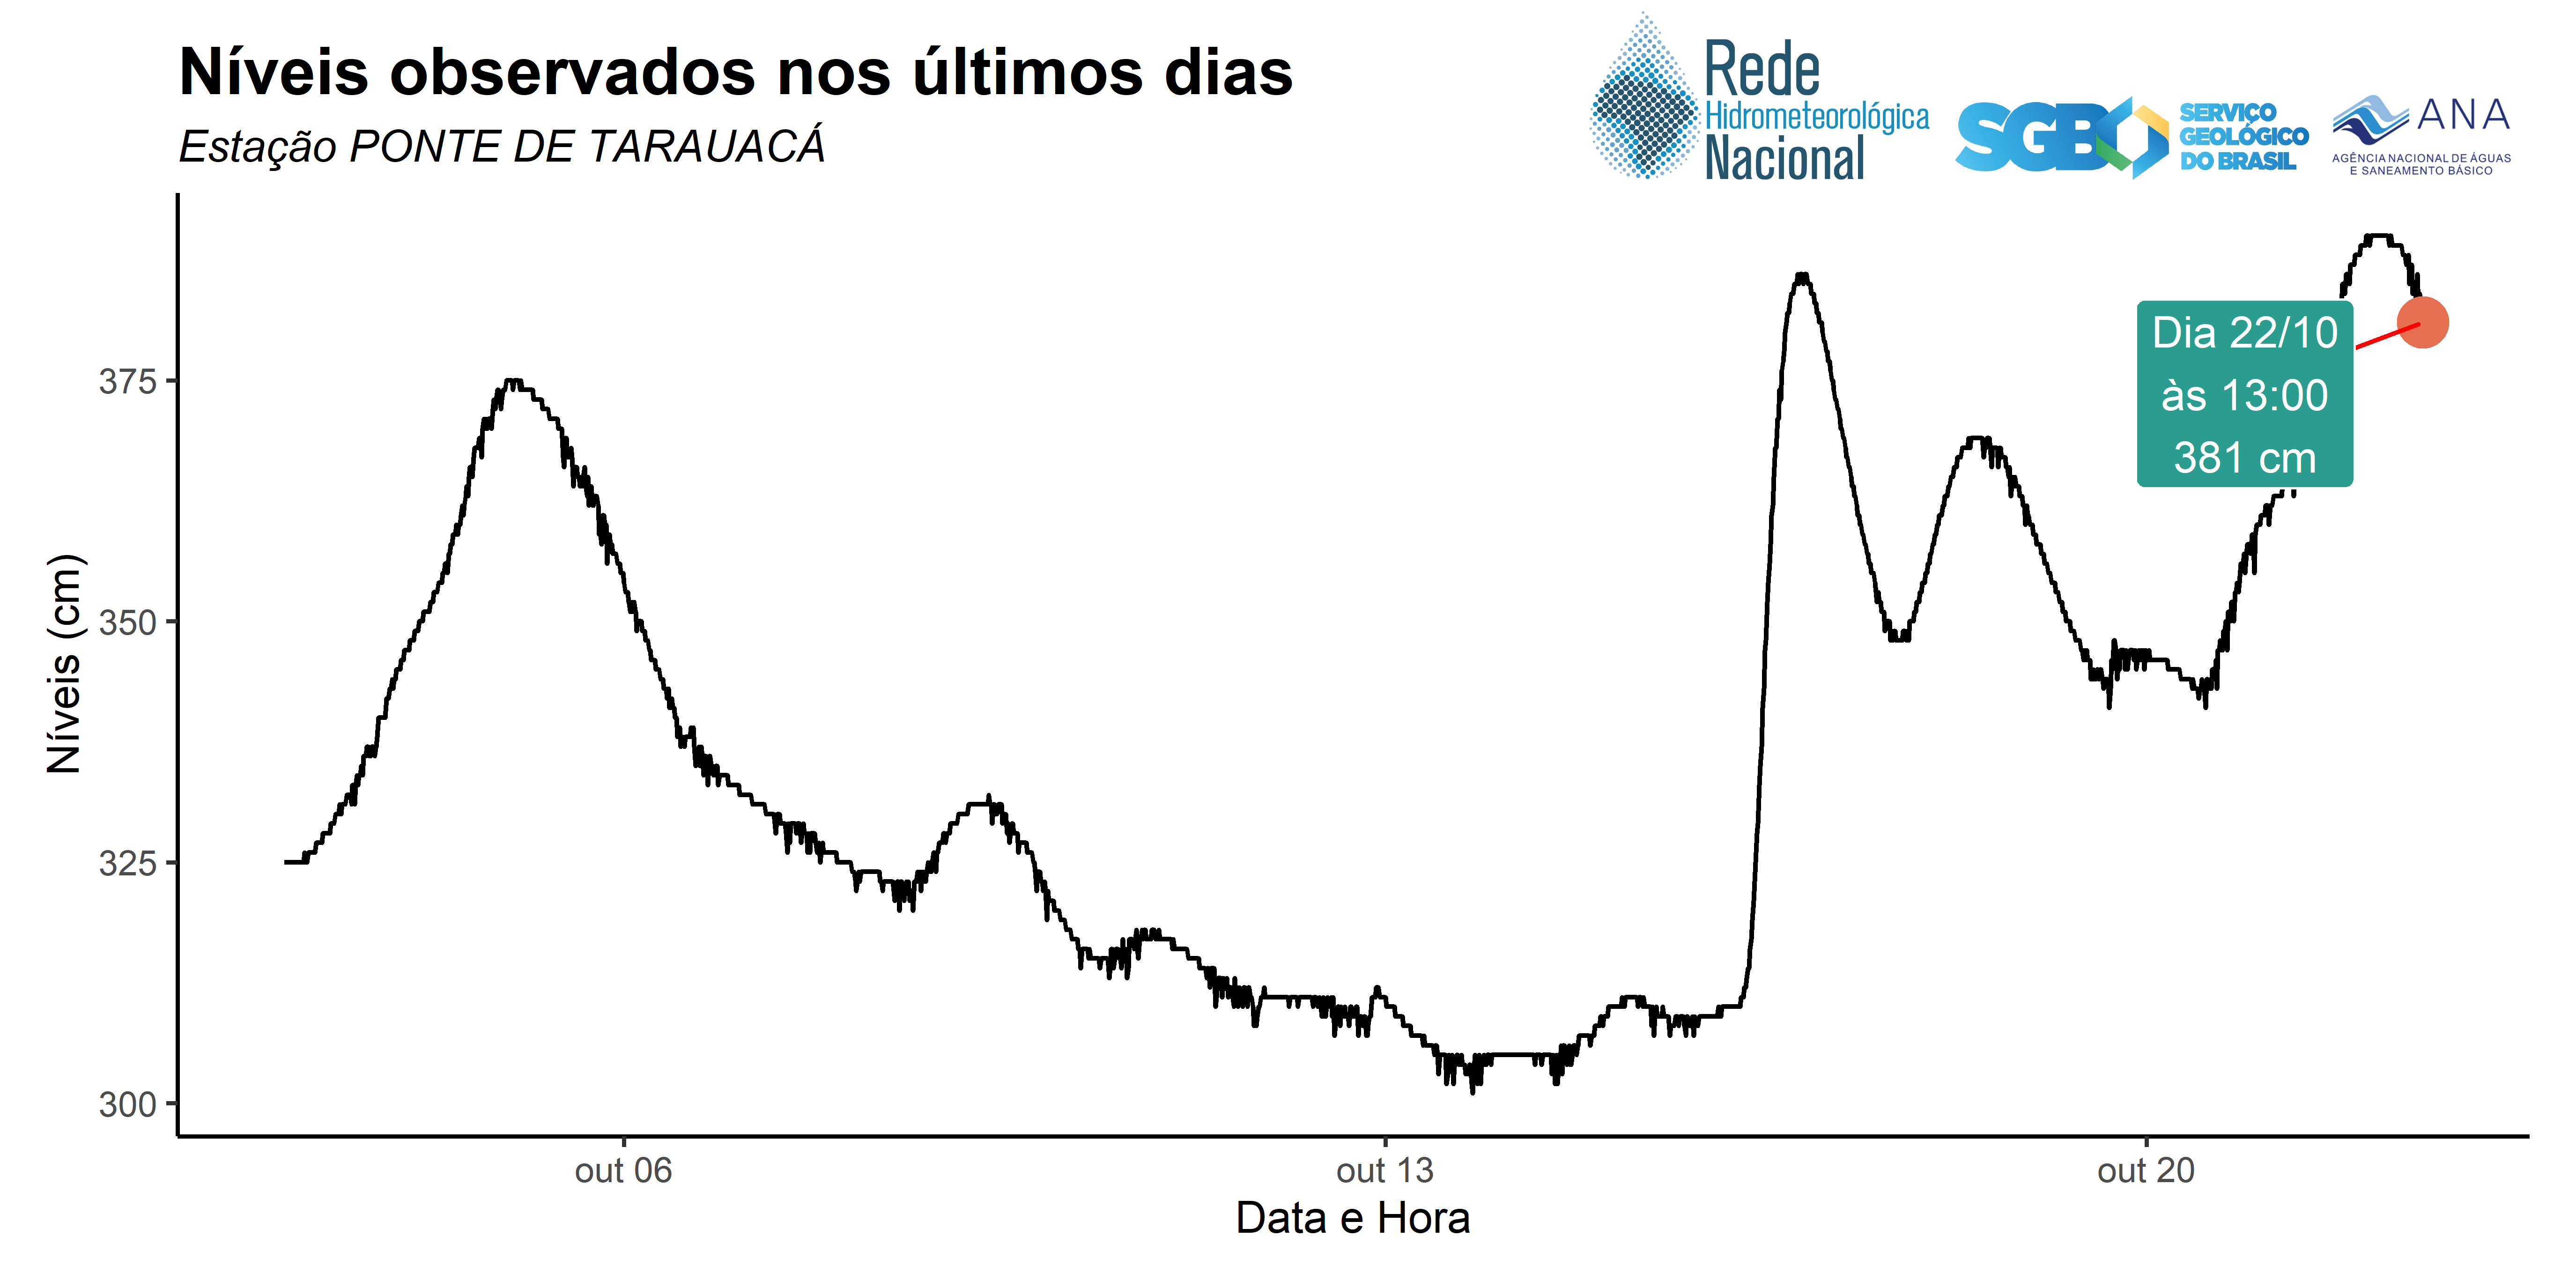 Níveis observados nos últimos dias
Estação PONTE DE TARAUACÁ
Rede
Hidrometeorológica
Nacional
SGB
SERVIÇO
GEOLÓGICO
DO BRASIL
ANA
AGÊNCIA NACIONAL DE ÁGUAS
E SANEAMENTO BÁSICO
Níveis (cm)
375
350
325
300
Dia 22/10
às 13:00
381 cm
out 06
out 13
out 20
Data e Hora